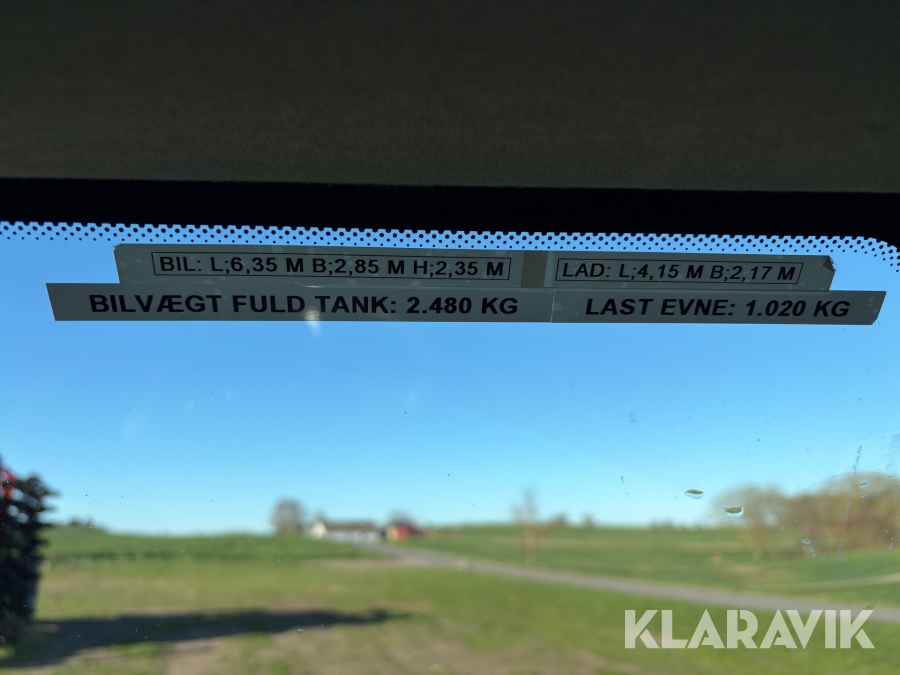 BIL: L;6,35 M B;2,85 M H;2,35 M
LAD: L;4,15 M B;2,17 M
BILVÆGT FULD TANK: 2.480 KG
LAST EVNE: 1.020 KG
KLARAVIK